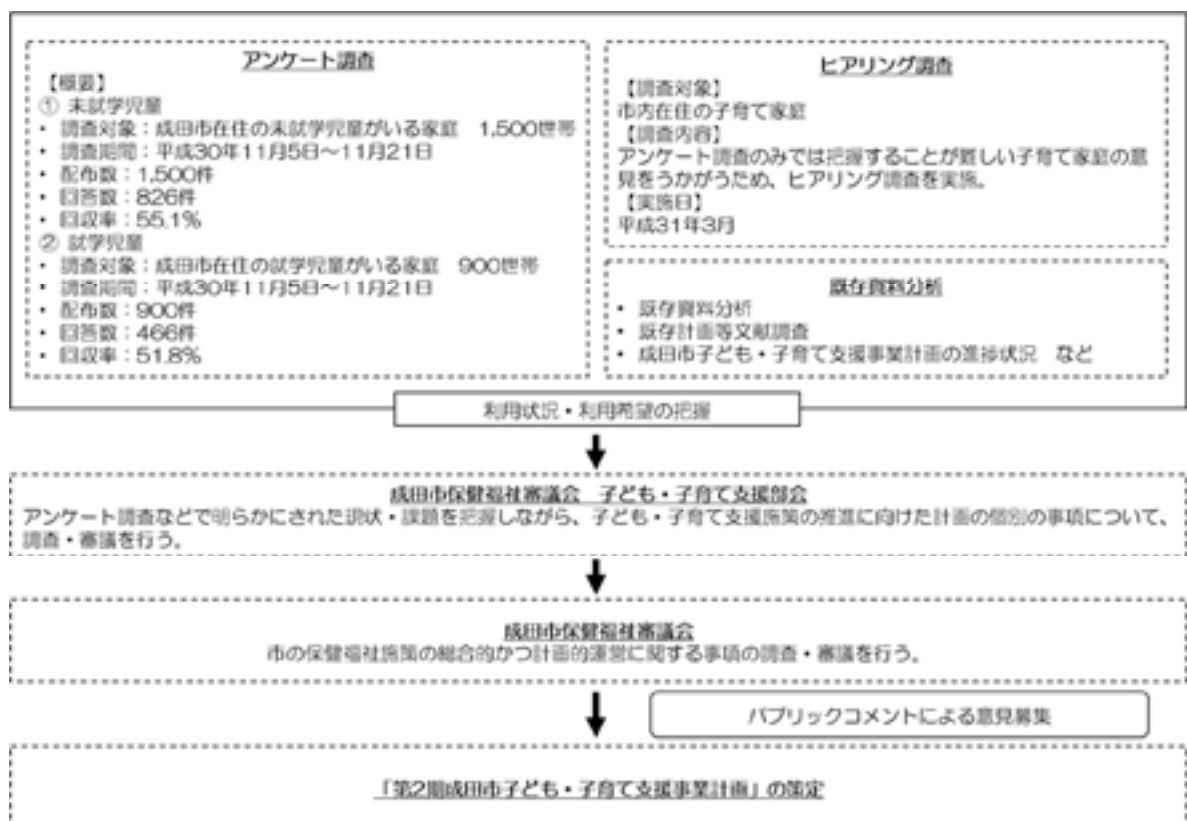 アンケート調査
【概要】
① 未就学児童
・ 調査対象：成田市在住の未就学児童がいる家庭　1,500世帯
・ 調査期間：平成30年11月5日～11月21日
・ 配布数：1,500件
・ 回答数：826件
・ 回収率：55.1%
② 就学児童
・ 調査対象：成田市在住の就学児童がいる家庭　900世帯
・ 調査期間：平成30年11月5日～11月21日
・ 配布数：900件
・ 回答数：466件
・ 回収率：51.8%
ヒアリング調査
【調査対象】
市内在住の子育て家庭
【調査内容】
アンケート調査のみでは把握することが難しい子育て家庭の意
見をうかがうため、ヒアリング調査を実施。
【実施日】
平成31年3月
既存資料分析
・ 既存資料分析
・ 既存計画等文献調査
・ 成田市子ども・子育て支援事業計画の進捗状況　など
利用状況・利用希望の把握
成田市保健福祉審議会　子ども・子育て支援部会
アンケート調査などで明らかにされた現状・課題を把握しながら、子ども・子育て支援施策の推進に向けた計画の個別の事項について、
調査・審議を行う。
成田市保健福祉審議会
市の保健福祉施策の総合的かつ計画的運営に関する事項の調査・審議を行う。
パブリックコメントによる意見募集
「第2期成田市子ども・子育て支援事業計画」の策定